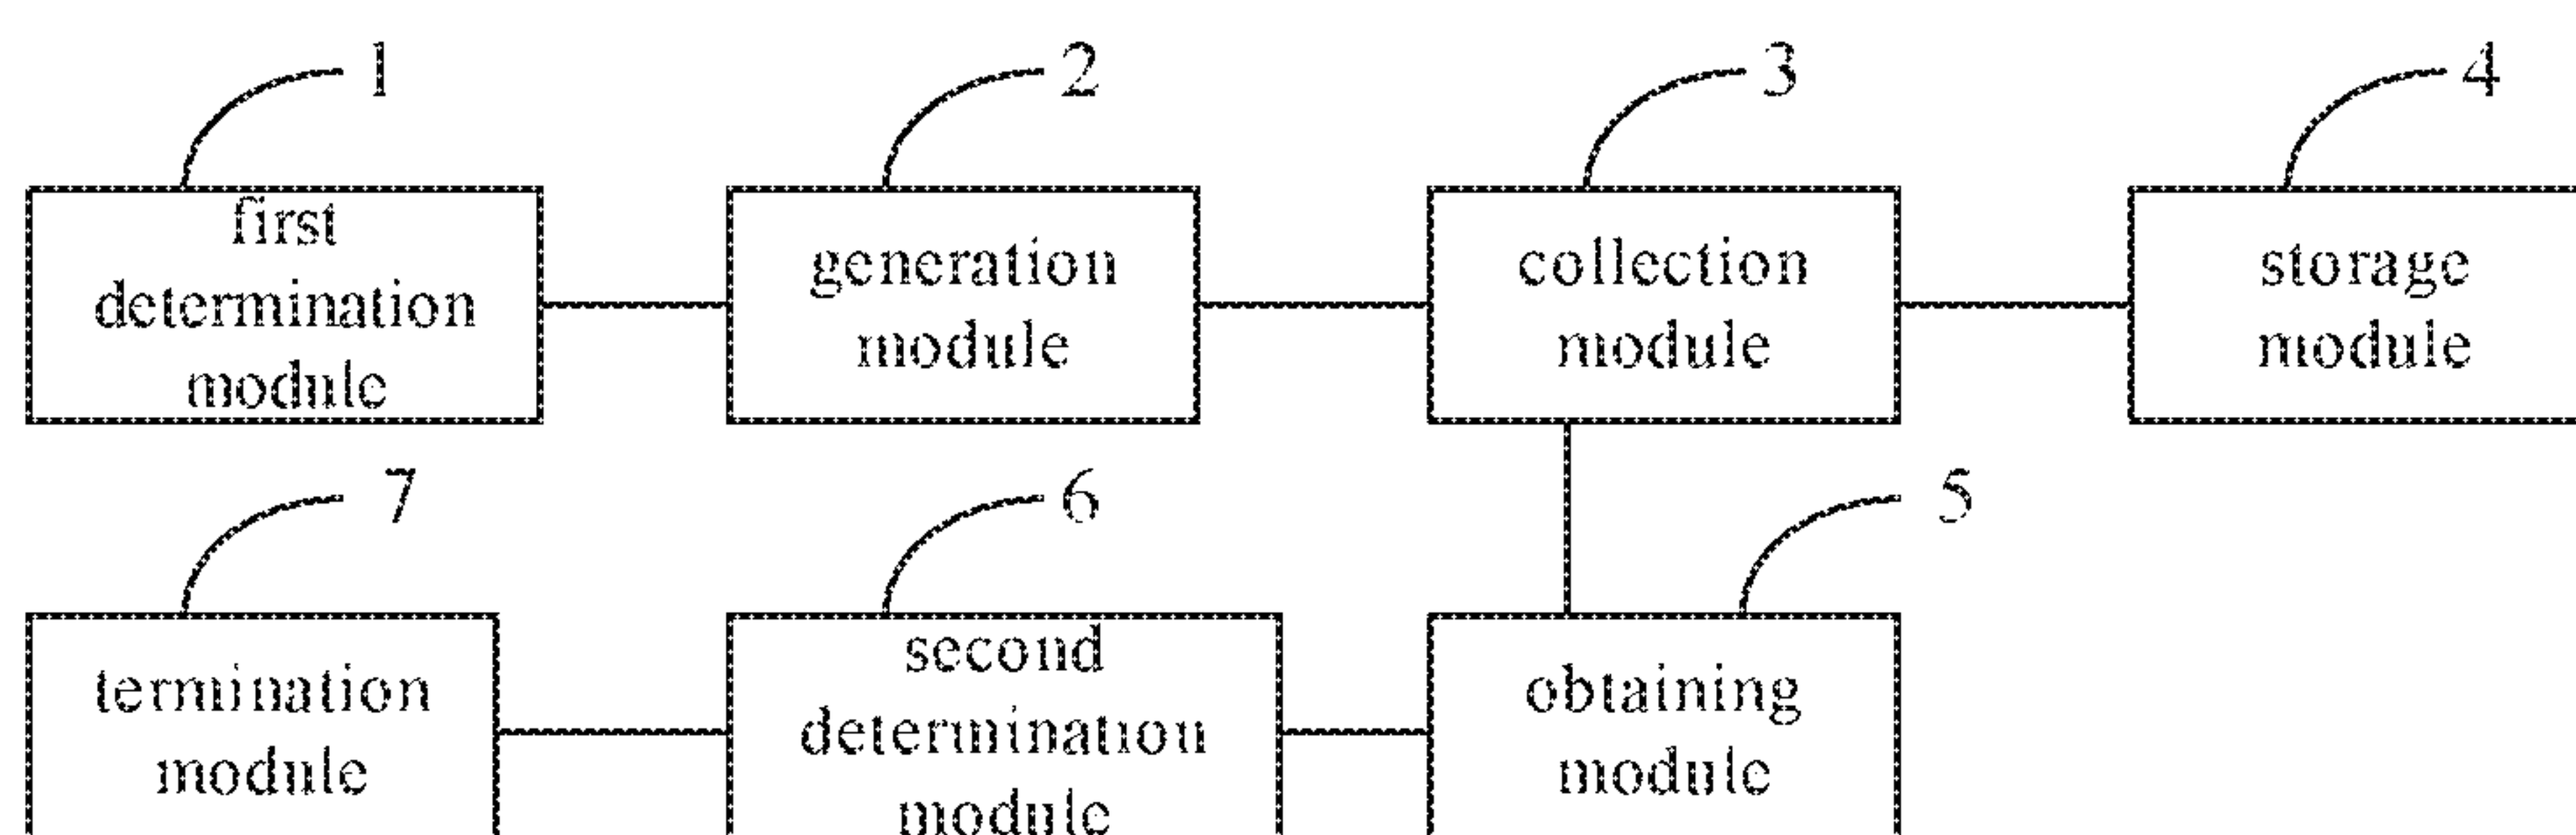 1
2
3
4
first
determination
module
generation
module
collection
module
storage
module
7
6
5
termination
module
second
determination
module
obtaining
module